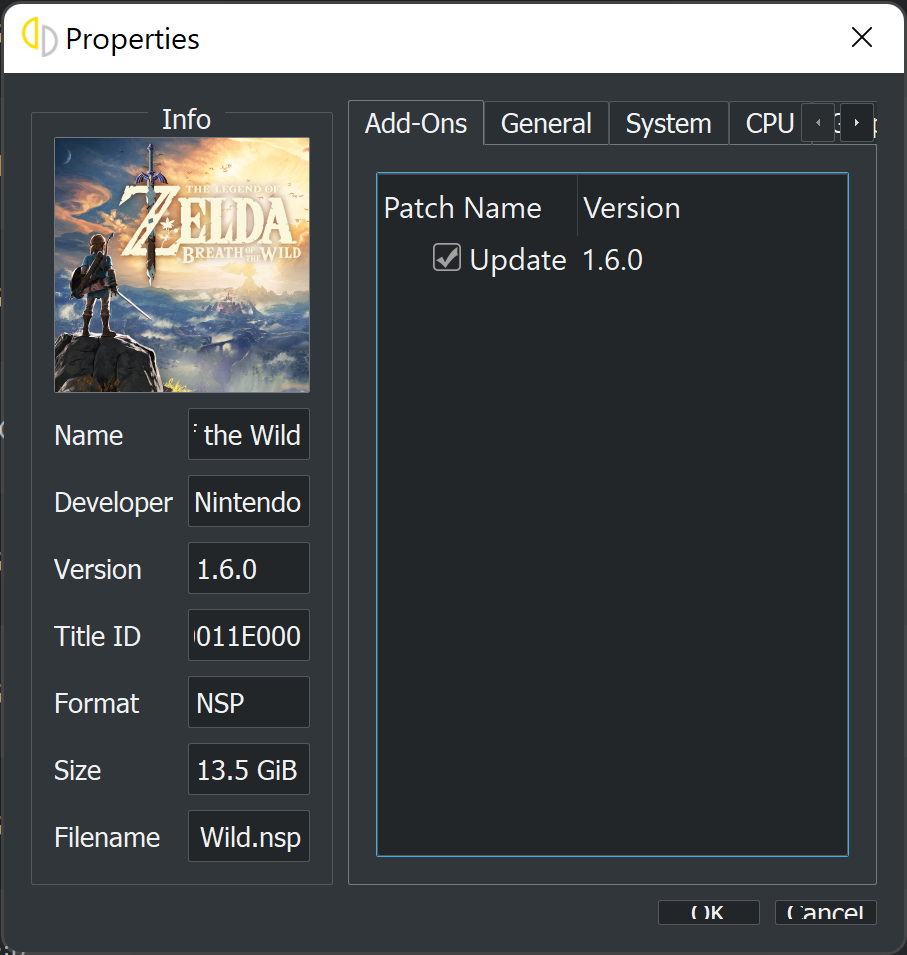 Properties
Info
THE LEGEND OF
ZELDA
BREATH OF THE WILD
Name
the Wild
Developer
Nintendo
Version
1.6.0
Title ID
0011E000
Format
NSP
Size
13.5 GiB
Filename
Wild.nsp
Add-Ons
General
System
CPU
Patch Name
Version
Update
1.6.0
OK
Cancel